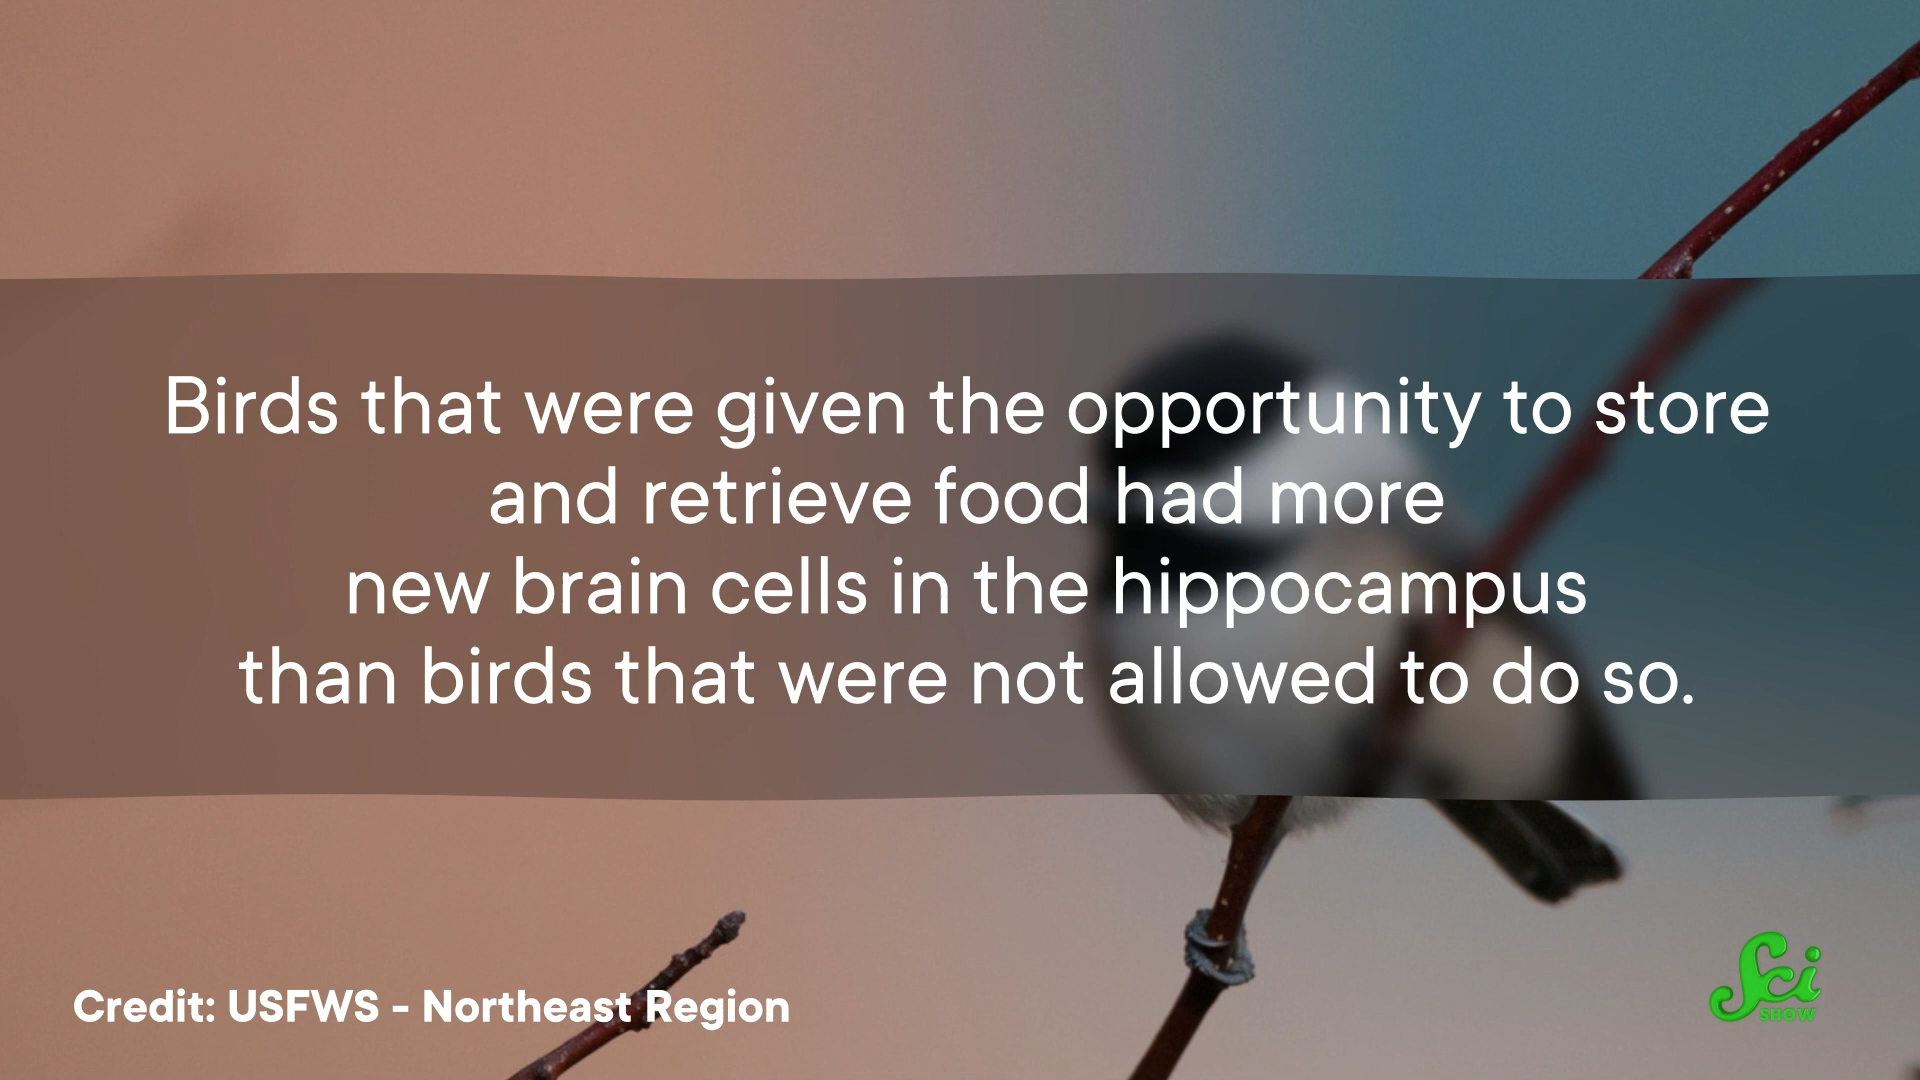 Birds that were given the opportunity to store
and retrieve food had more
new brain cells in the hippocampus
than birds that were not allowed to do so.
Credit: USFWS - Northeast Region
Sci
SHOW